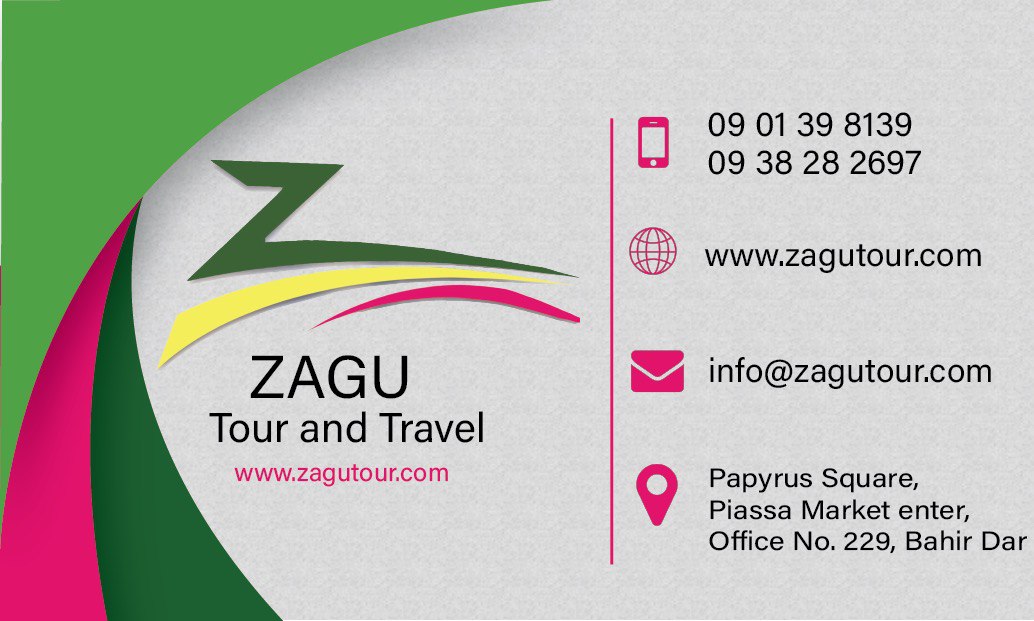 ZAGU
Tour and Travel
www.zagutour.com
09 01 39 8139
09 38 28 2697
www.zagutour.com
info@zagutour.com
Papyrus Square,
Piassa Market enter,
Office No. 229, Bahir Dar